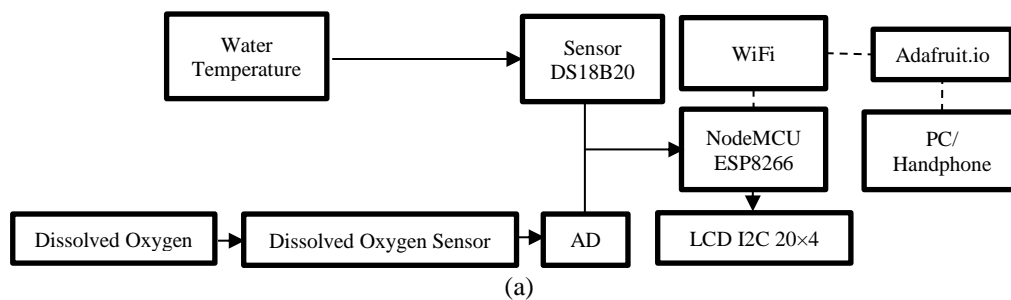 Water
Temperature
Sensor
DS18B20
WiFi
Adafruit.io
NodeMCU
ESP8266
PC/
Handphone
Dissolved Oxygen
Dissolved Oxygen Sensor
AD
LCD I2C 20×4
(a)